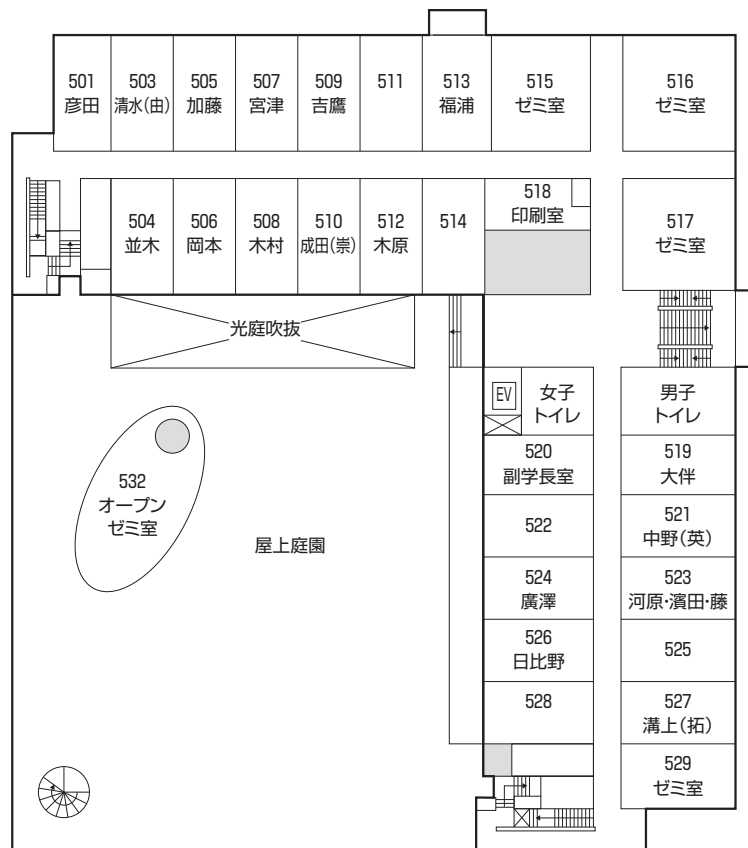 501
彦田
503
清水(由)
505
加藤
507
宮津
509
吉鷹
511
513
福浦
515
ゼミ室
516
ゼミ室
504
並木
506
岡本
508
木村
510
成田(崇)
512
木原
514
518
印刷室
517
ゼミ室
光庭吹抜
EV
女子
トイレ
男子
トイレ
520
副学長室
519
大伴
532
オープン
ゼミ室
屋上庭園
522
521
中野(英)
524
廣澤
523
河原・濱田・藤
526
日比野
525
528
527
溝上(拓)
529
ゼミ室